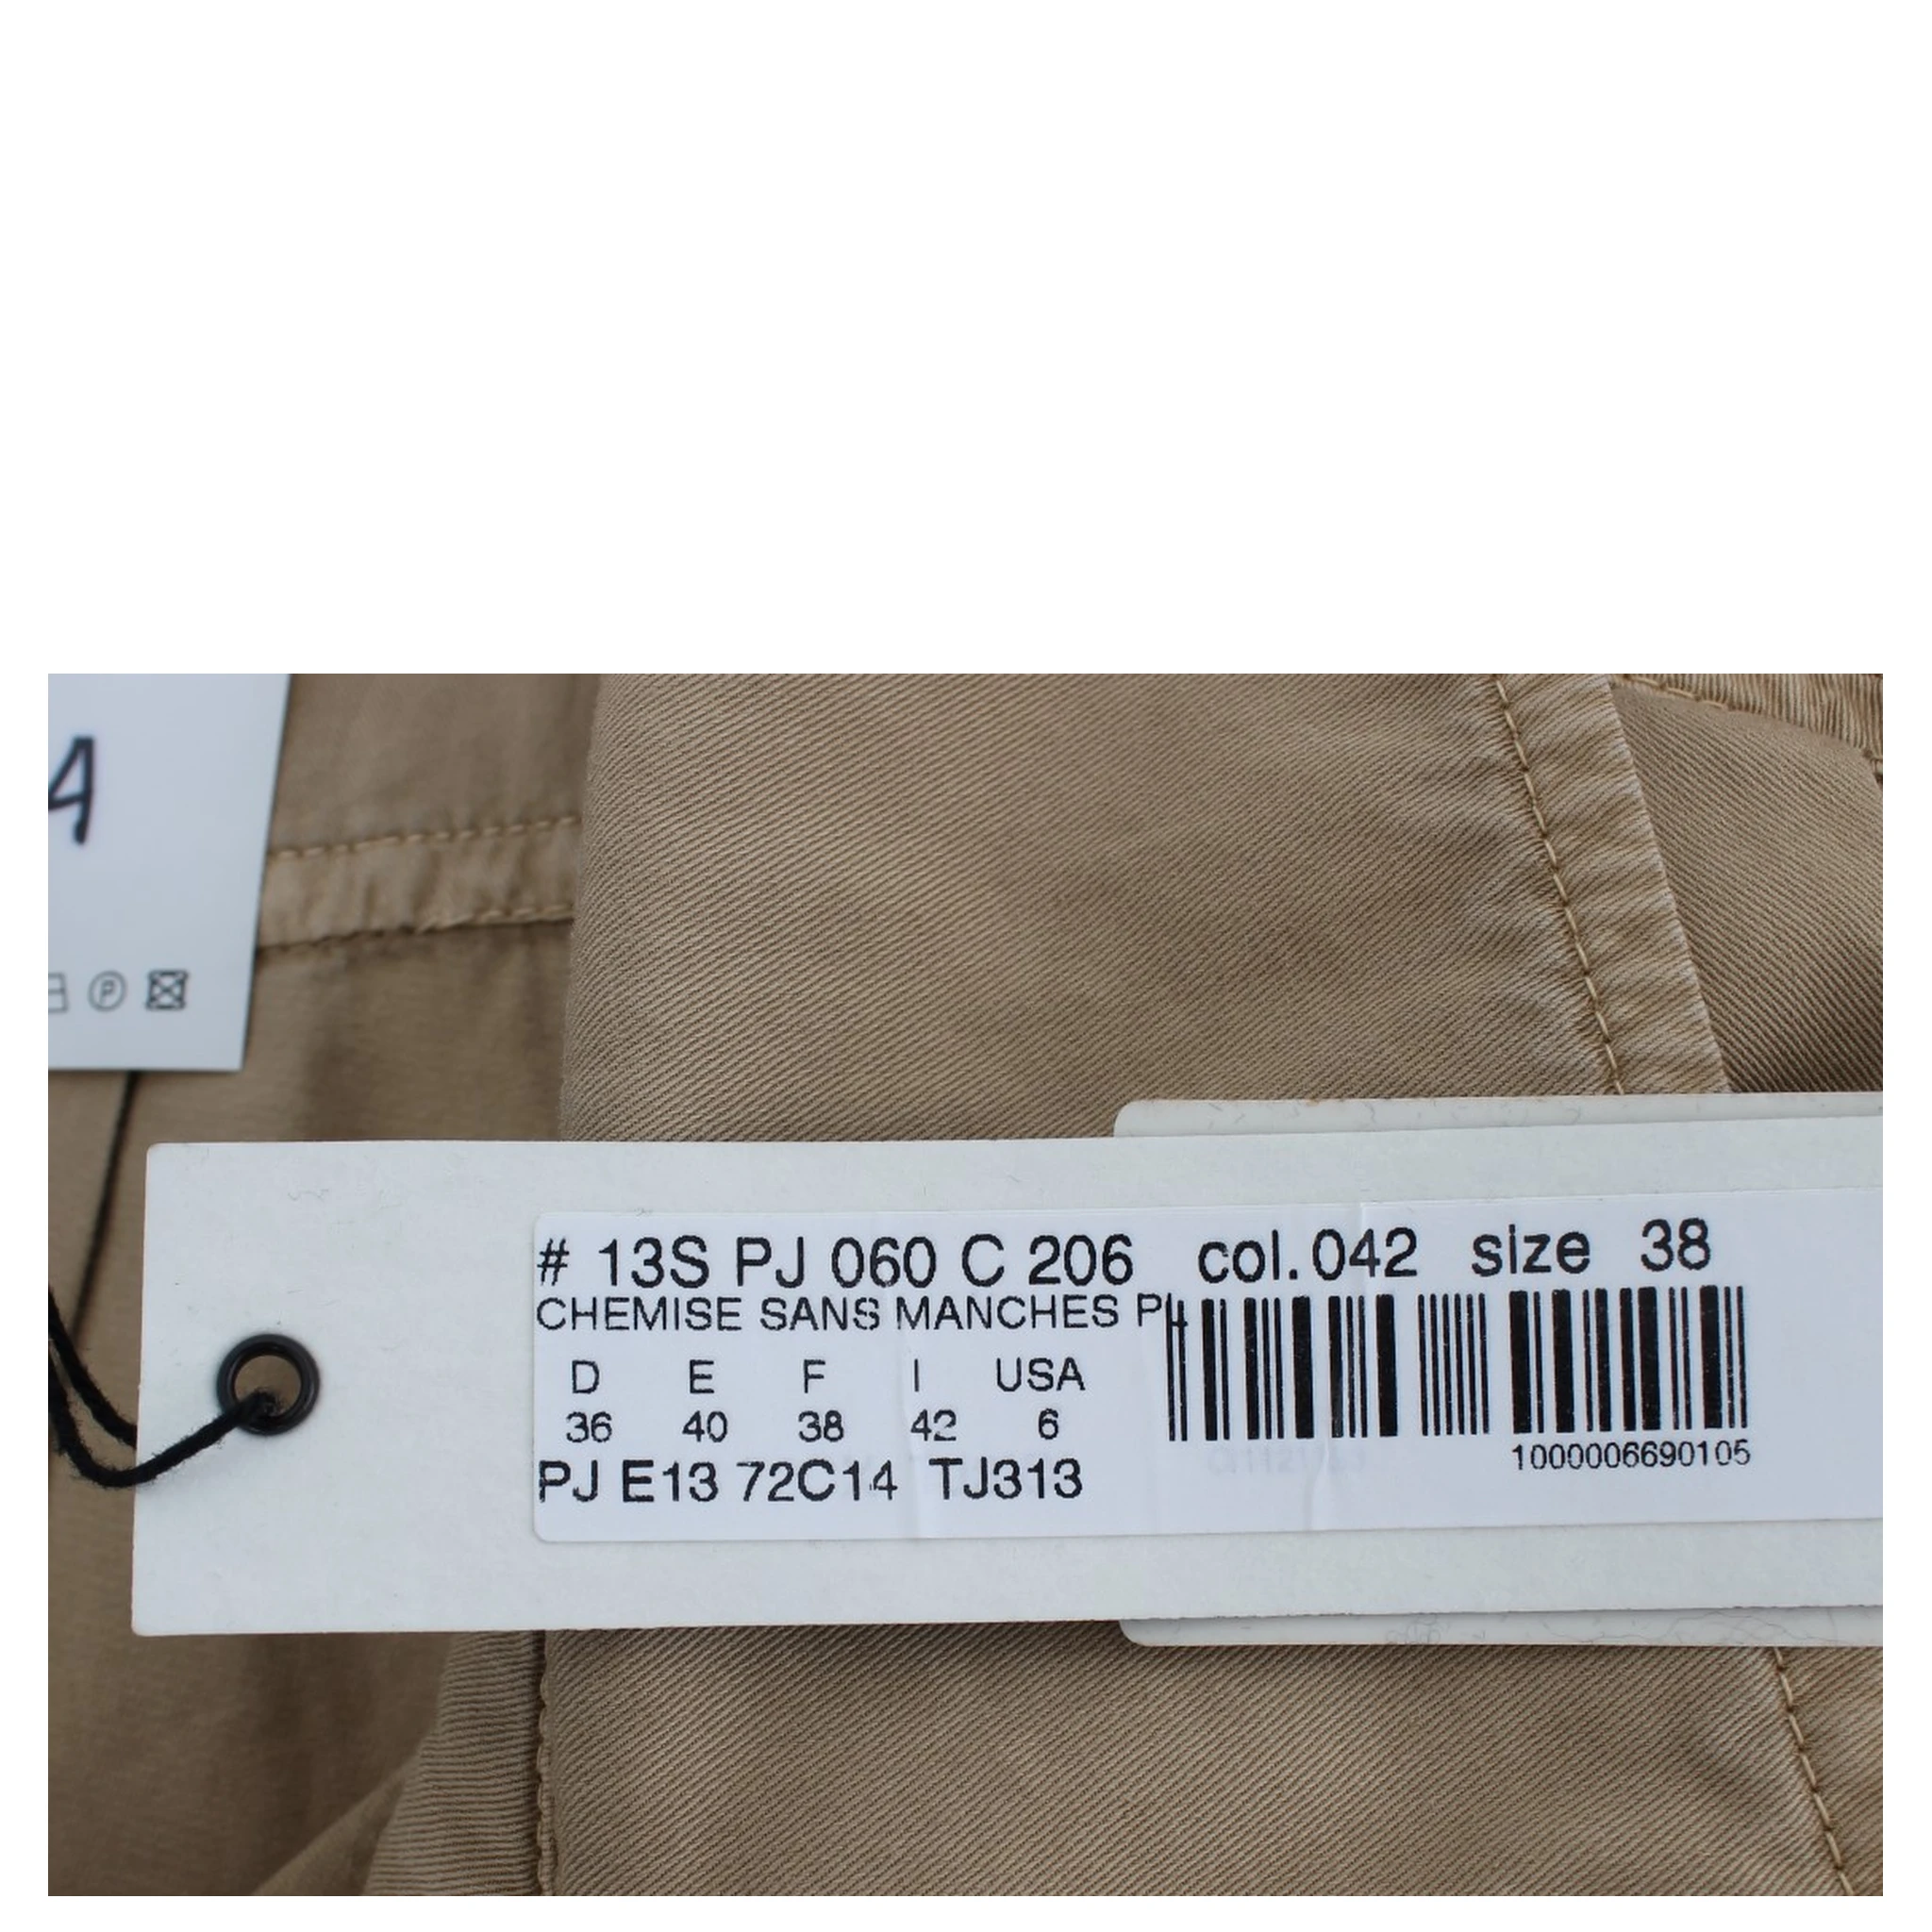 A
P
# 13S PJ 060 C 206 col.042 size 38
CHEMISE SANS MANCHES
D E F I USA
36 40 38 42 6
1000006690105
PJ E13 72C14 TJ313